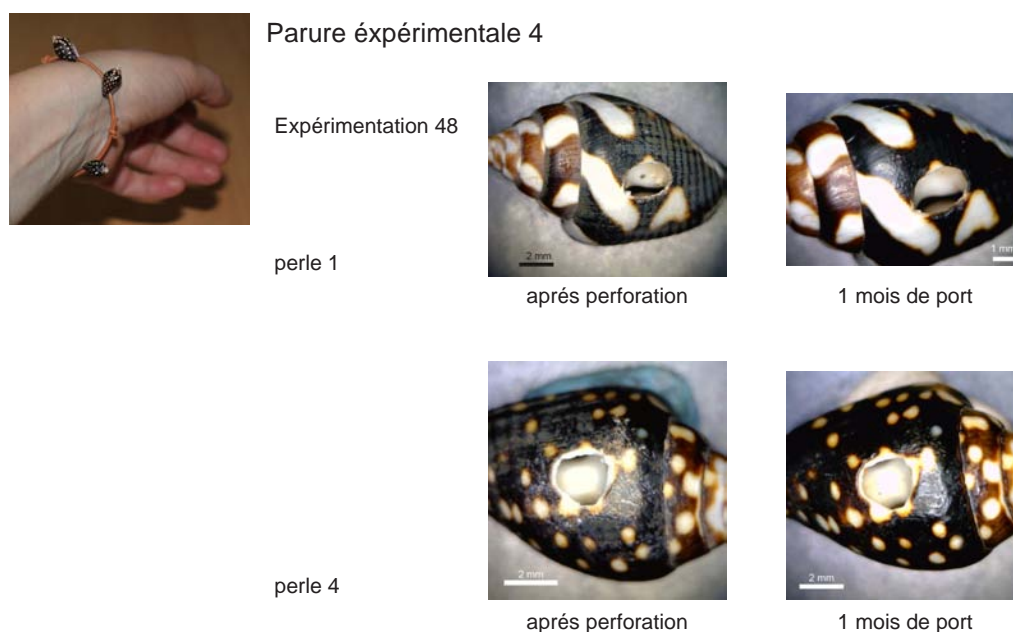 Parure éxpérimentale 4
Expérimentation 48
perle 1
2 mm
1 mm
aprés perforation
1 mois de port
perle 4
2 mm
2 mm
aprés perforation
1 mois de port